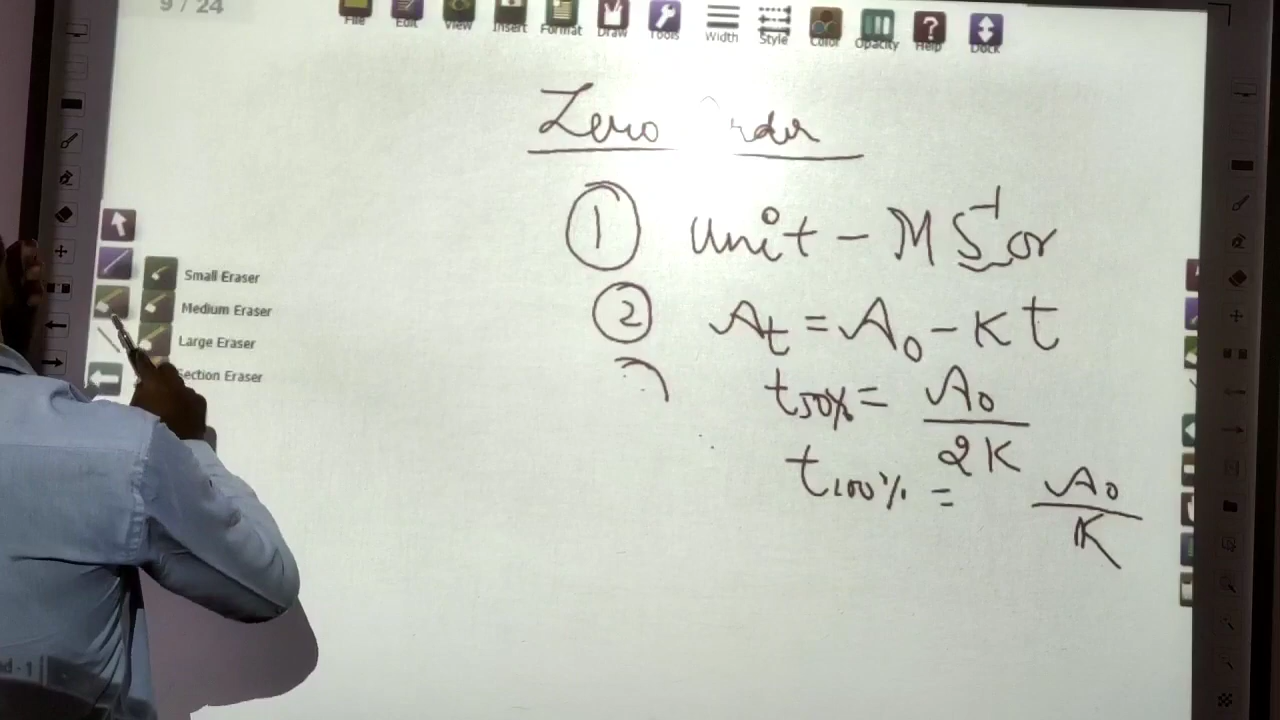 9 / 24
File Edit View Insert Format Draw Tools Width Style Color Opacity Help Dock
Zero Order
① Unit - M S⁻¹ or
② At = A₀ - Kt
t50% = A₀/2K
t100% = A₀/K
Small Eraser
Medium Eraser
Large Eraser
Section Eraser